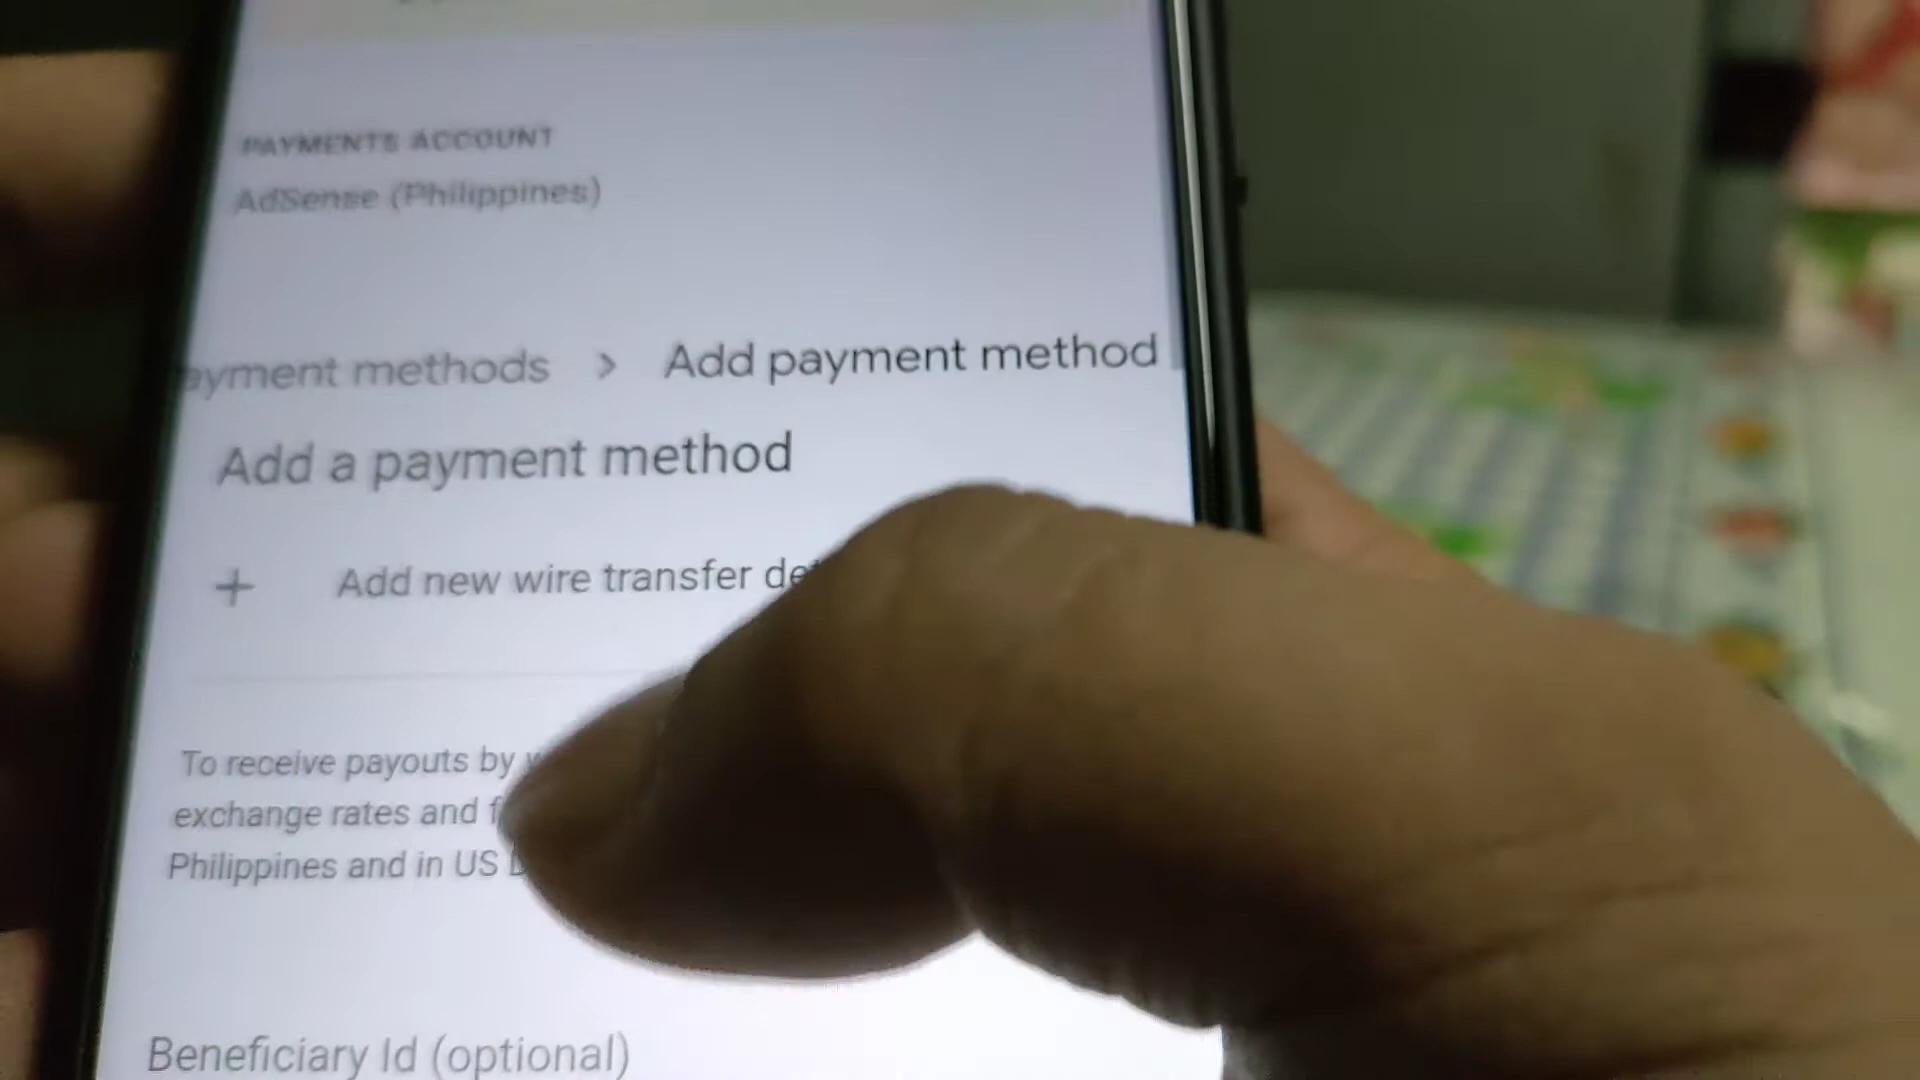 PAYMENTS ACCOUNT
AdSense (Philippines)
ayment methods > Add payment method
Add a payment method
+ Add new wire transfer de
To receive payouts by
exchange rates and f
Philippines and in US
Beneficiary Id (optional)